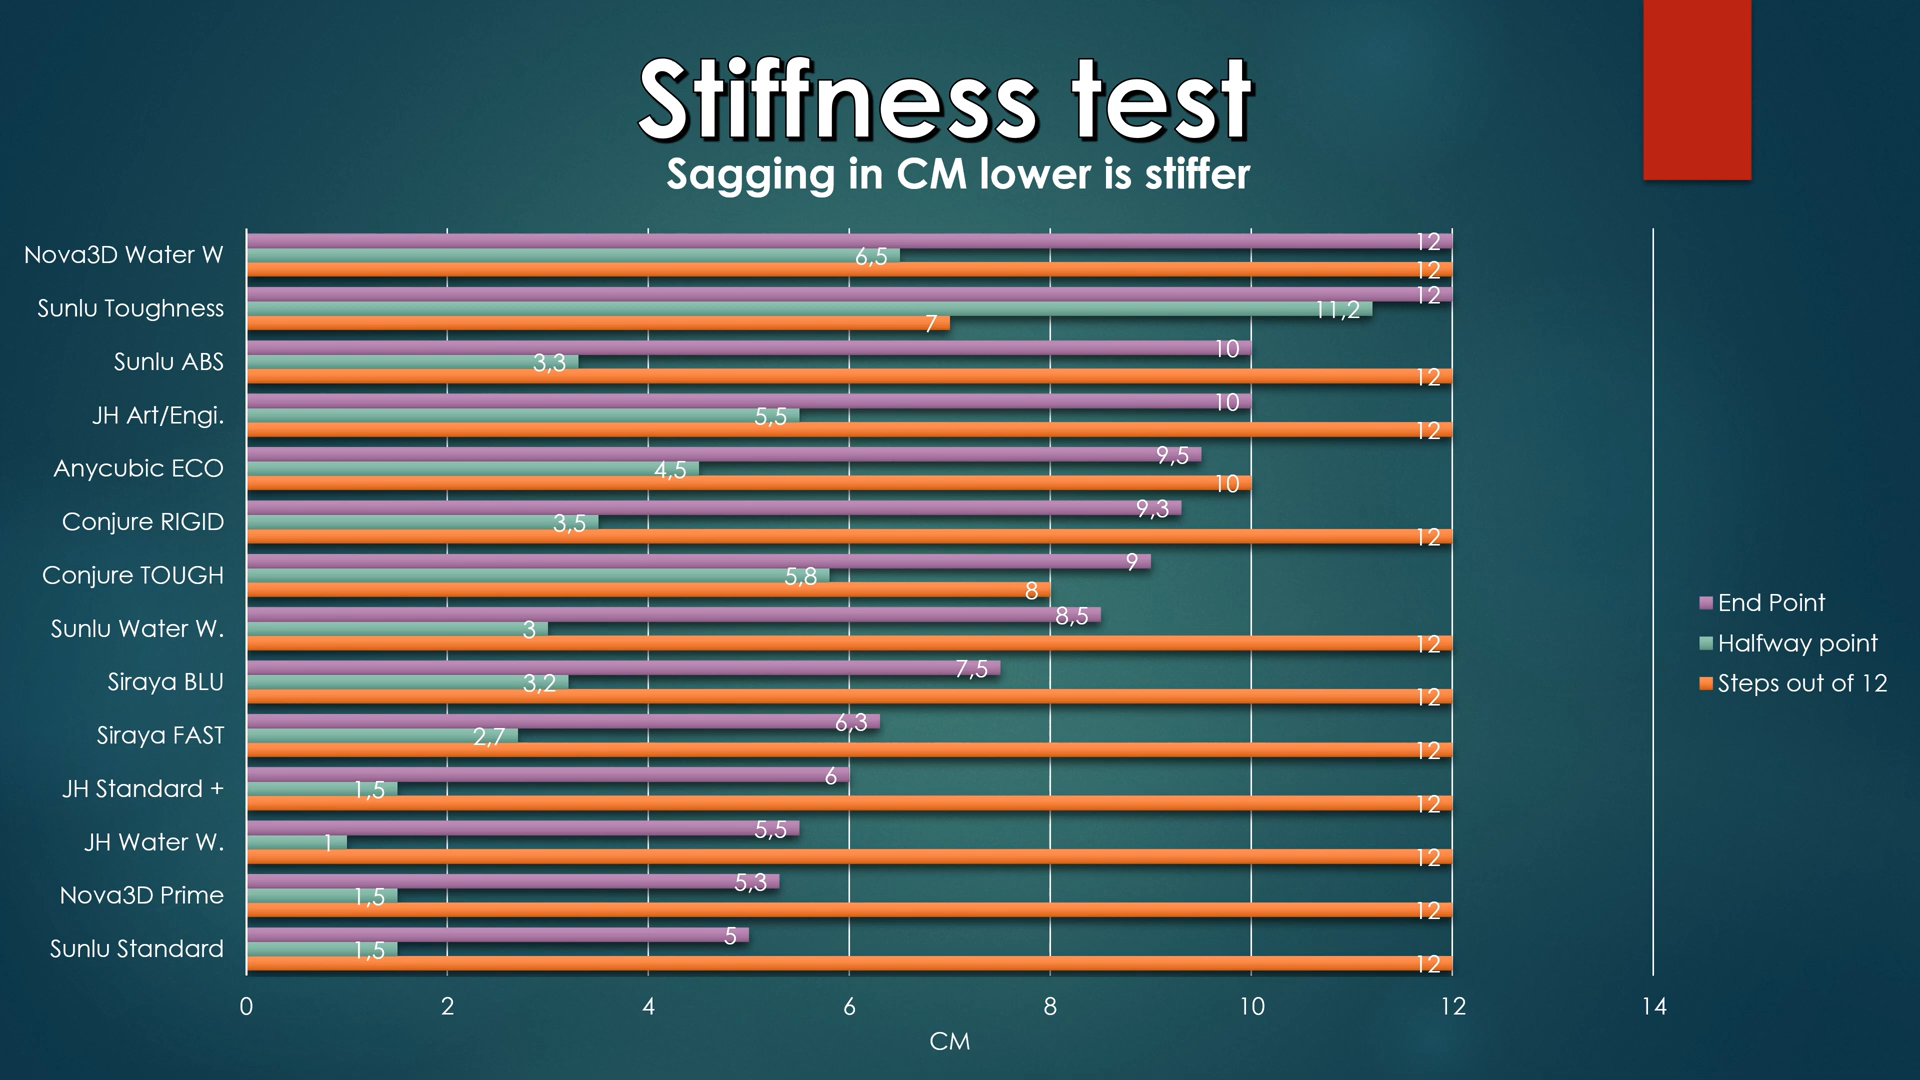 Stiffness test
Sagging in CM lower is stiffer
Nova3D Water W
12
6,5
12
Sunlu Toughness
12
11,2
7
Sunlu ABS
10
3,3
12
JH Art/Engi.
10
5,5
12
Anycubic ECO
9,5
4,5
10
Conjure RIGID
9,3
3,5
12
Conjure TOUGH
9
5,8
8
Sunlu Water W.
8,5
3
12
Siraya BLU
7,5
3,2
12
Siraya FAST
6,3
2,7
12
JH Standard +
6
1,5
12
JH Water W.
5,5
1
12
Nova3D Prime
5,3
1,5
12
Sunlu Standard
5
1,5
12
0 2 4 6 8 10 12 14
CM
End Point
Halfway point
Steps out of 12